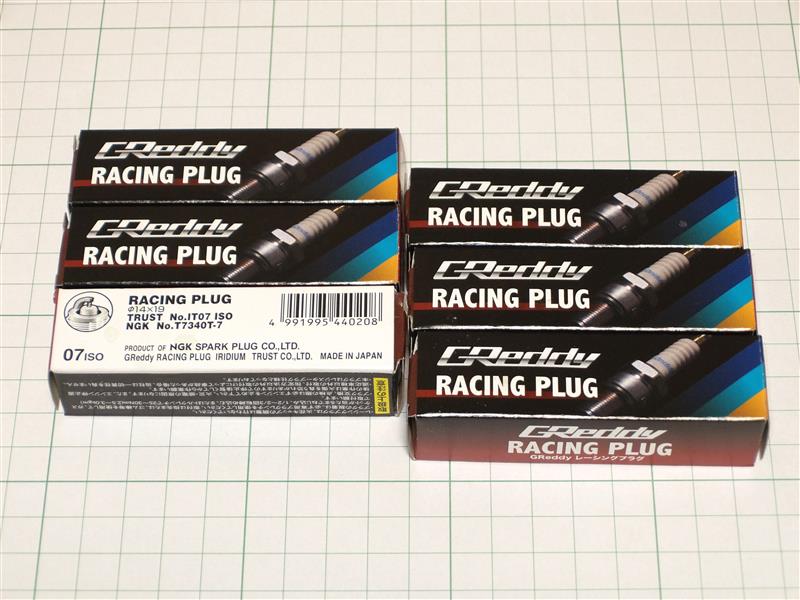 GReddy
RACING PLUG
GReddy
RACING PLUG
RACING PLUG
Φ14×19
TRUST No.IT07 ISO
NGK No.T7340T-7
4 991995 440208
07ISO
PRODUCT OF NGK SPARK PLUG CO.,LTD.
GReddy RACING PLUG IRIDIUM TRUST CO.,LTD. MADE IN JAPAN
GReddy
RACING PLUG
GReddy
RACING PLUG
GReddy
RACING PLUG
GReddy
GReddy レーシングプラグ